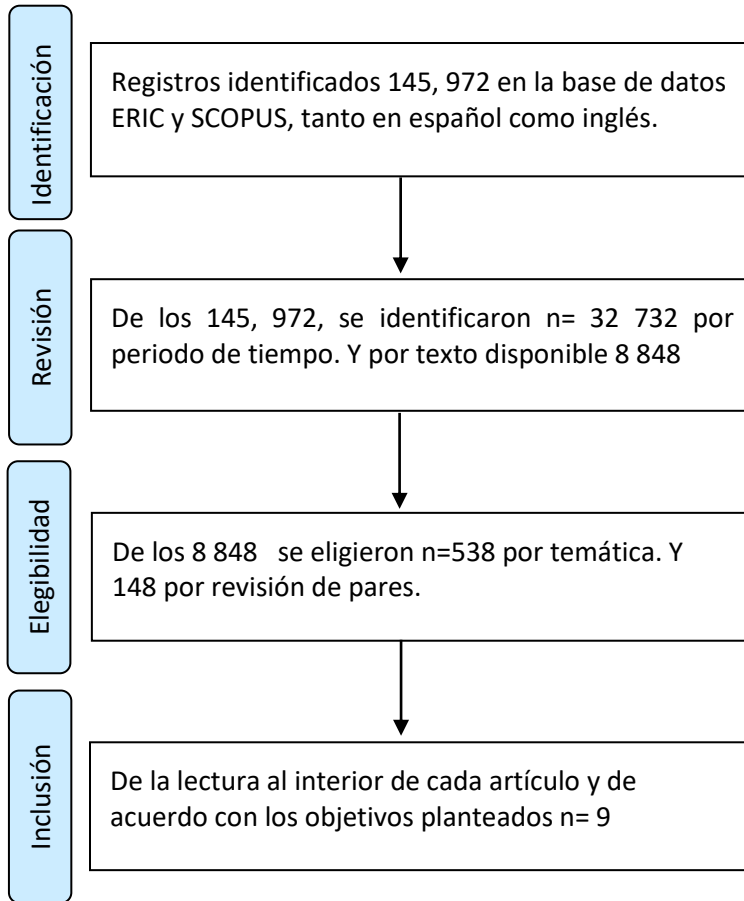 Identificación
Registros identificados 145, 972 en la base de datos
ERIC y SCOPUS, tanto en español como inglés.
Revisión
De los 145, 972, se identificaron n= 32 732 por
periodo de tiempo. Y por texto disponible 8 848
Elegibilidad
De los 8 848 se eligieron n=538 por temática. Y
148 por revisión de pares.
Inclusión
De la lectura al interior de cada artículo y de
acuerdo con los objetivos planteados n= 9